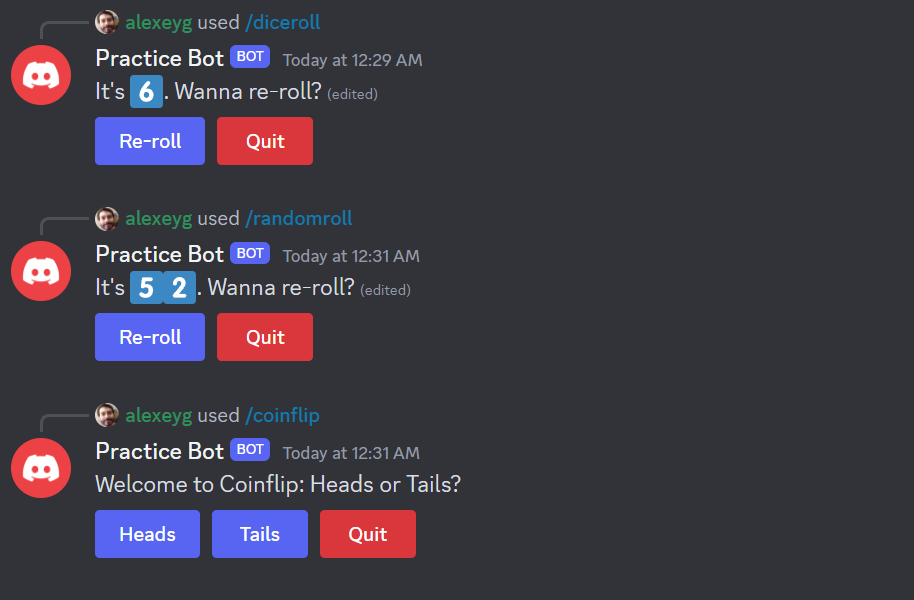 alexeyg used /diceroll
Practice Bot BOT Today at 12:29 AM
It's 6. Wanna re-roll? (edited)
Re-roll Quit
alexeyg used /randomroll
Practice Bot BOT Today at 12:31 AM
It's 5 2. Wanna re-roll? (edited)
Re-roll Quit
alexeyg used /coinflip
Practice Bot BOT Today at 12:31 AM
Welcome to Coinflip: Heads or Tails?
Heads Tails Quit